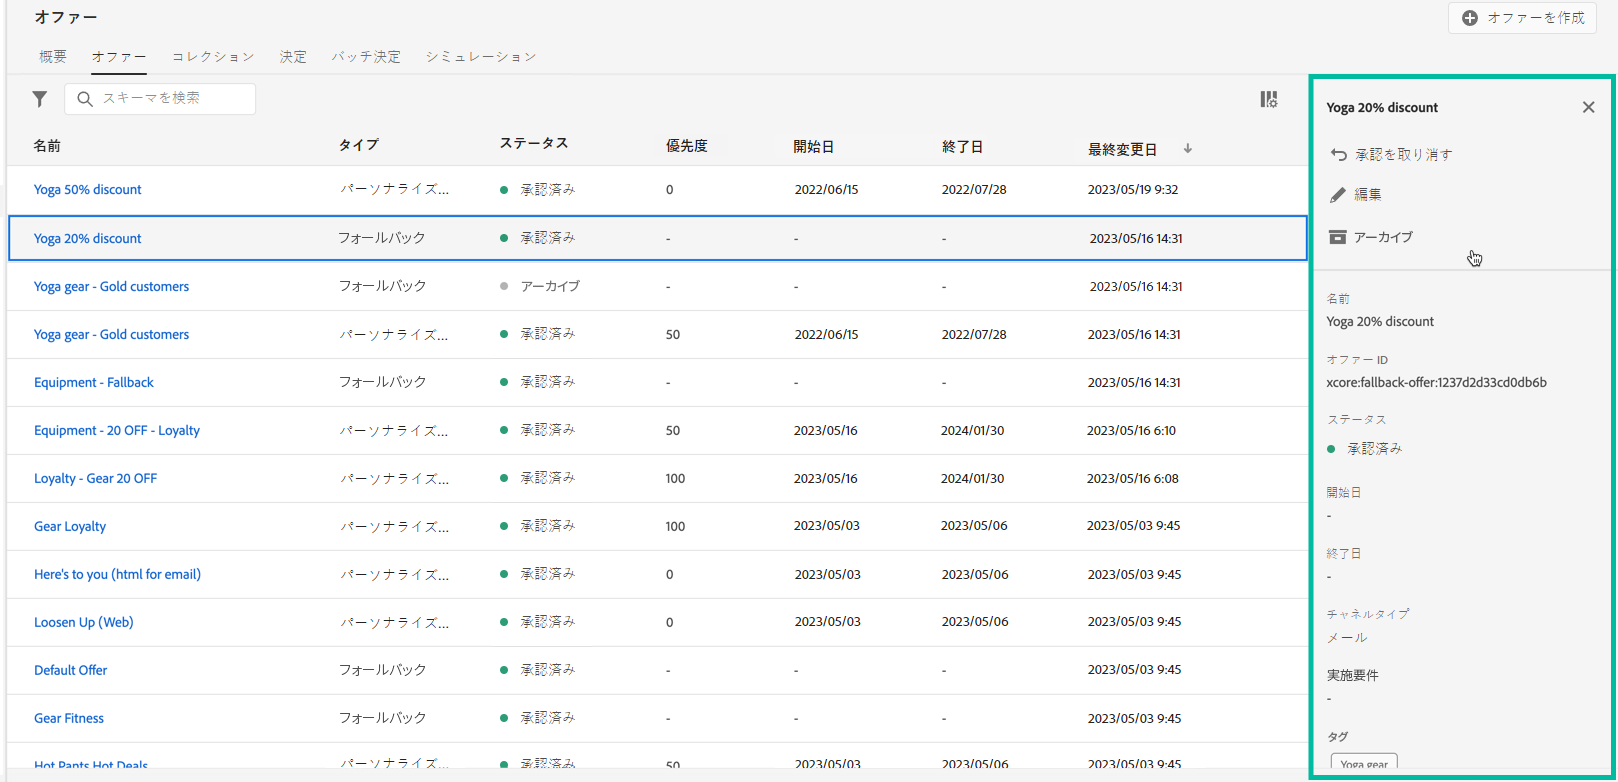 オファー
オファーを作成
概要 オファー コレクション 決定 バッチ決定 シミュレーション
スキーマを検索
名前 タイプ ステータス 優先度 開始日 終了日 最終変更日
Yoga 50% discount パーソナライズ... 承認済み 0 2022/06/15 2022/07/28 2023/05/19 9:32
Yoga 20% discount フォールバック 承認済み - - - 2023/05/16 14:31
Yoga gear - Gold customers フォールバック アーカイブ - - - 2023/05/16 14:31
Yoga gear - Gold customers パーソナライズ... 承認済み 50 2022/06/15 2022/07/28 2023/05/16 14:31
Equipment - Fallback フォールバック 承認済み - - - 2023/05/16 14:31
Equipment - 20 OFF - Loyalty パーソナライズ... 承認済み 50 2023/05/16 2024/01/30 2023/05/16 6:10
Loyalty - Gear 20 OFF パーソナライズ... 承認済み 100 2023/05/16 2024/01/30 2023/05/16 6:08
Gear Loyalty パーソナライズ... 承認済み 100 2023/05/03 2023/05/06 2023/05/03 9:45
Here's to you (html for email) パーソナライズ... 承認済み 0 2023/05/03 2023/05/06 2023/05/03 9:45
Loosen Up (Web) パーソナライズ... 承認済み 0 2023/05/03 2023/05/06 2023/05/03 9:45
Default Offer フォールバック 承認済み - - - 2023/05/03 9:45
Gear Fitness フォールバック 承認済み - - - 2023/05/03 9:45
Hot Pants Hot Deals パーソナライズ... 承認済み 50 2023/05/03 2023/05/06 2023/05/03 9:45
Yoga 20% discount
承認を取り消す
編集
アーカイブ
名前
Yoga 20% discount
オファー ID
xcore:fallback-offer:1237d2d33cd0db6b
ステータス
承認済み
開始日
-
終了日
-
チャネルタイプ
メール
実施要件
-
タグ
Yoga gear